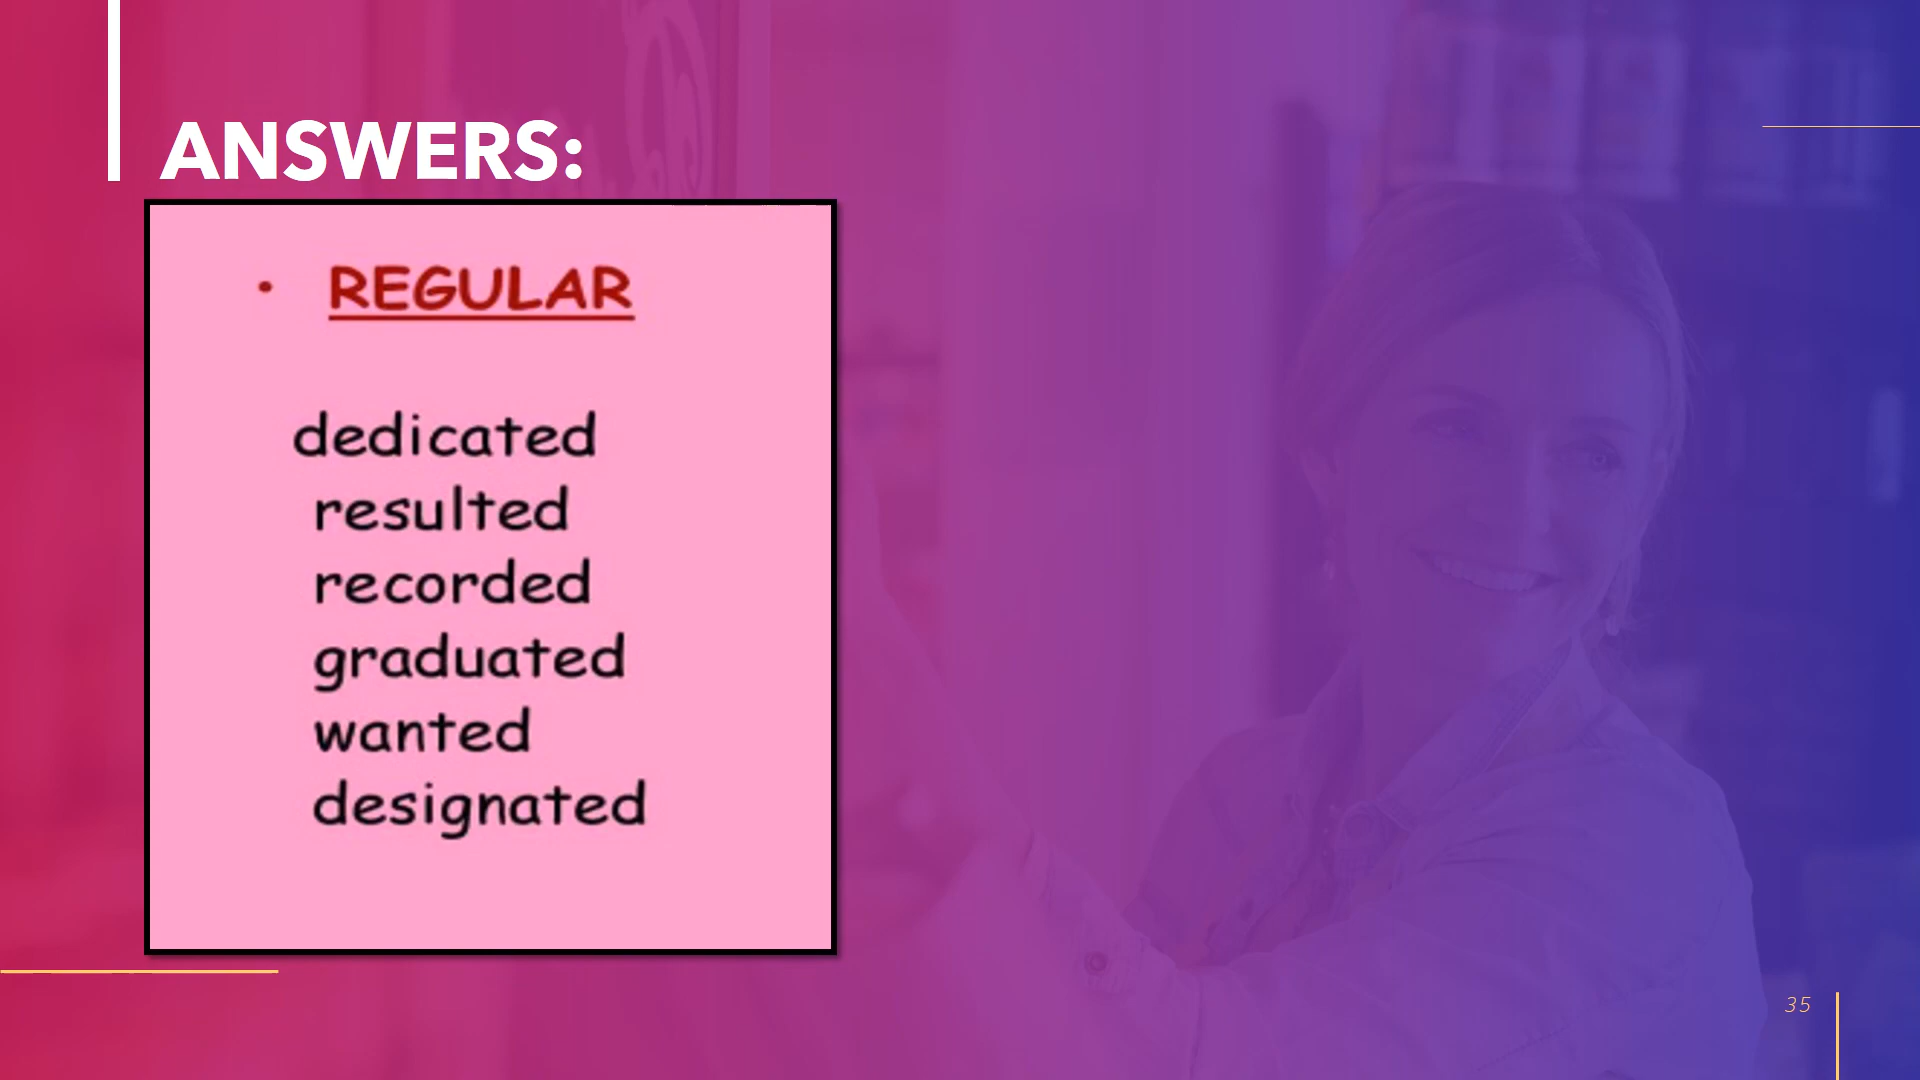 ANSWERS:
• REGULAR
dedicated
resulted
recorded
graduated
wanted
designated
35